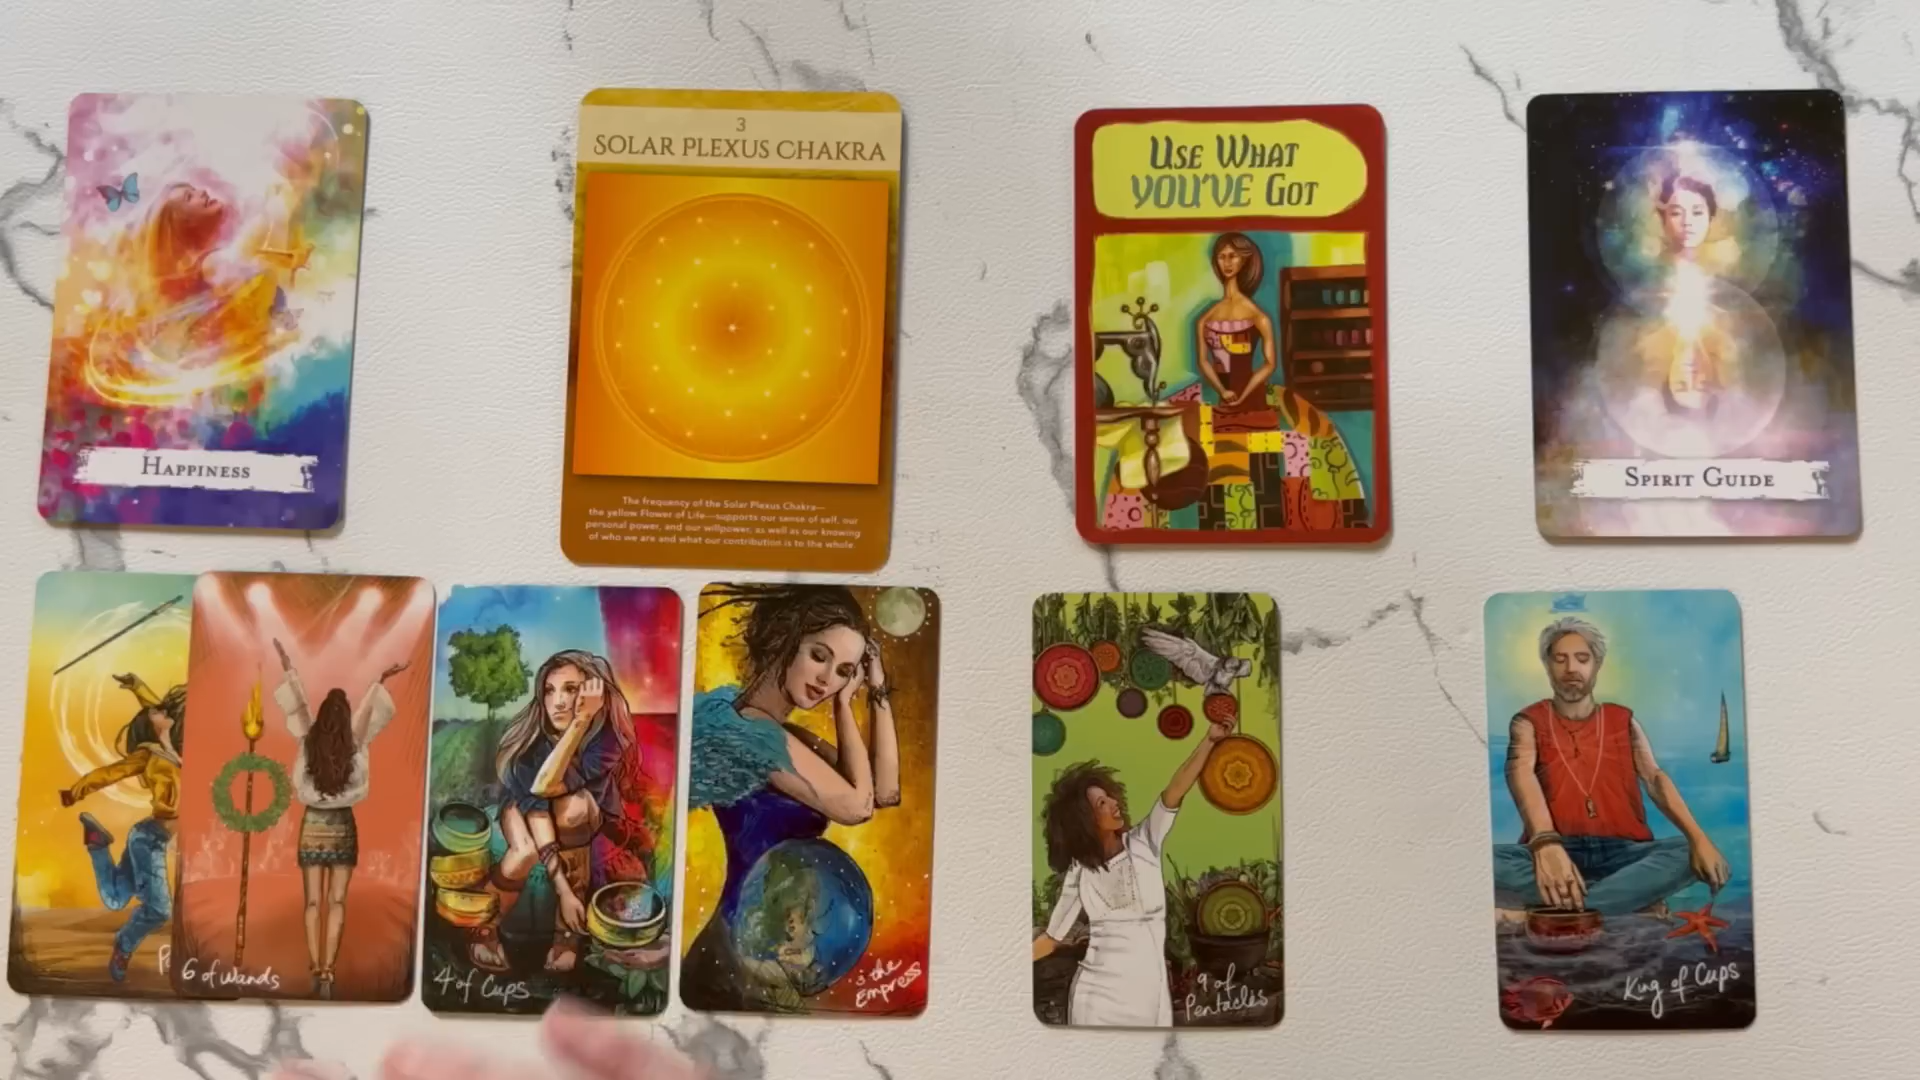 HAPPINESS
3
SOLAR PLEXUS CHAKRA
The frequency of the Solar Plexus Chakra—
the yellow Flower of Life—supports our sense of self, our
personal power, and our willpower, as well as our knowing
of who we are and what our contribution is to the whole.
USE WHAT
YOU'VE GOT
SPIRIT GUIDE
6 of wands
4 of Cups
3 the
Empress
9 of
Pentacles
King of Cups